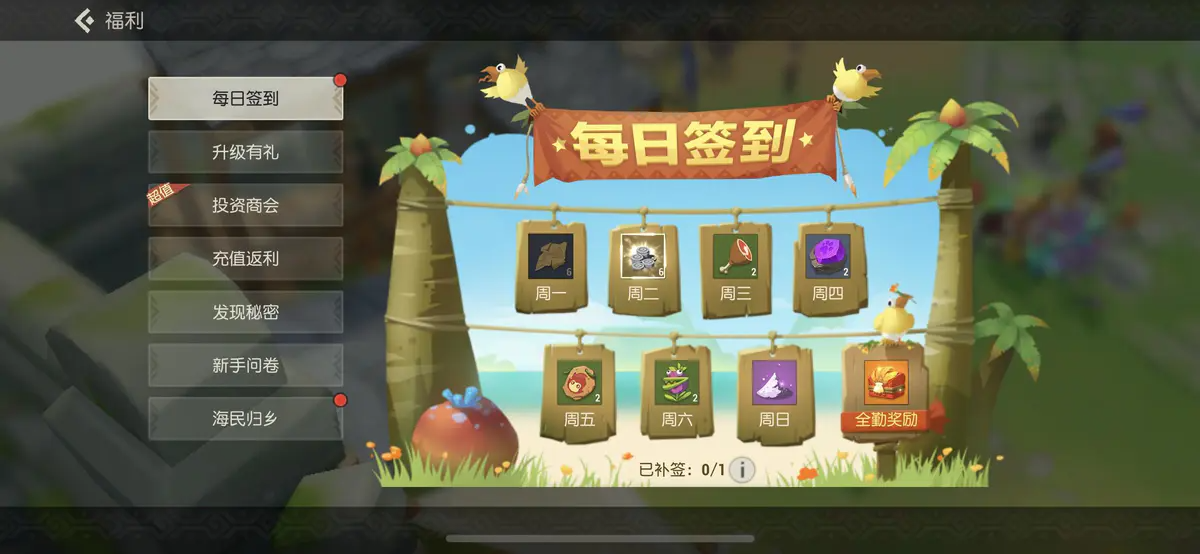 福利
每日签到
升级有礼
超值
投资商会
充值返利
发现秘密
新手问卷
海民归乡
每日签到
6
周一
6
周二
2
周三
2
周四
2
周五
2
周六
周日
全勤奖励
已补签：0/1